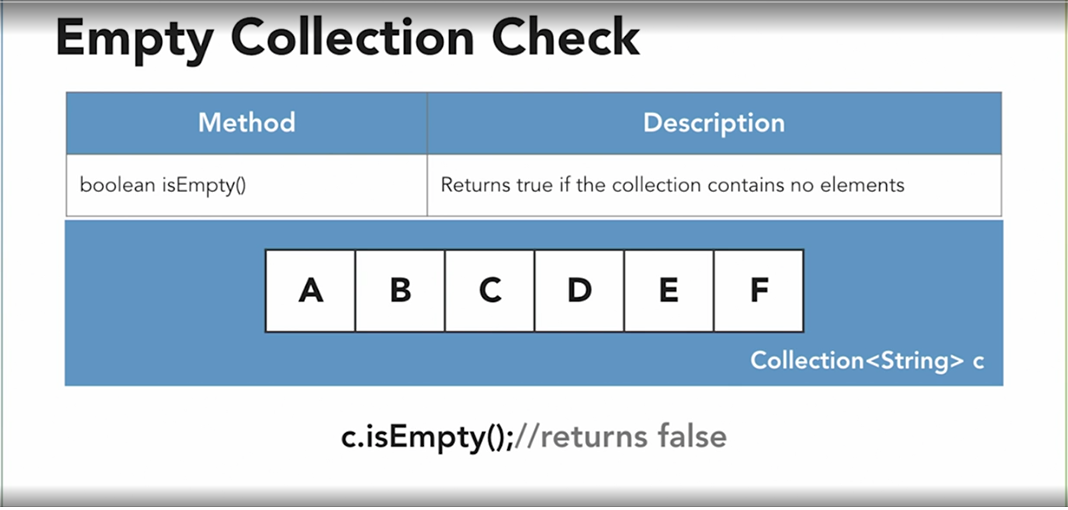 Empty Collection Check
Method Description
boolean isEmpty() Returns true if the collection contains no elements
A B C D E F
Collection<String> c
c.isEmpty();//returns false